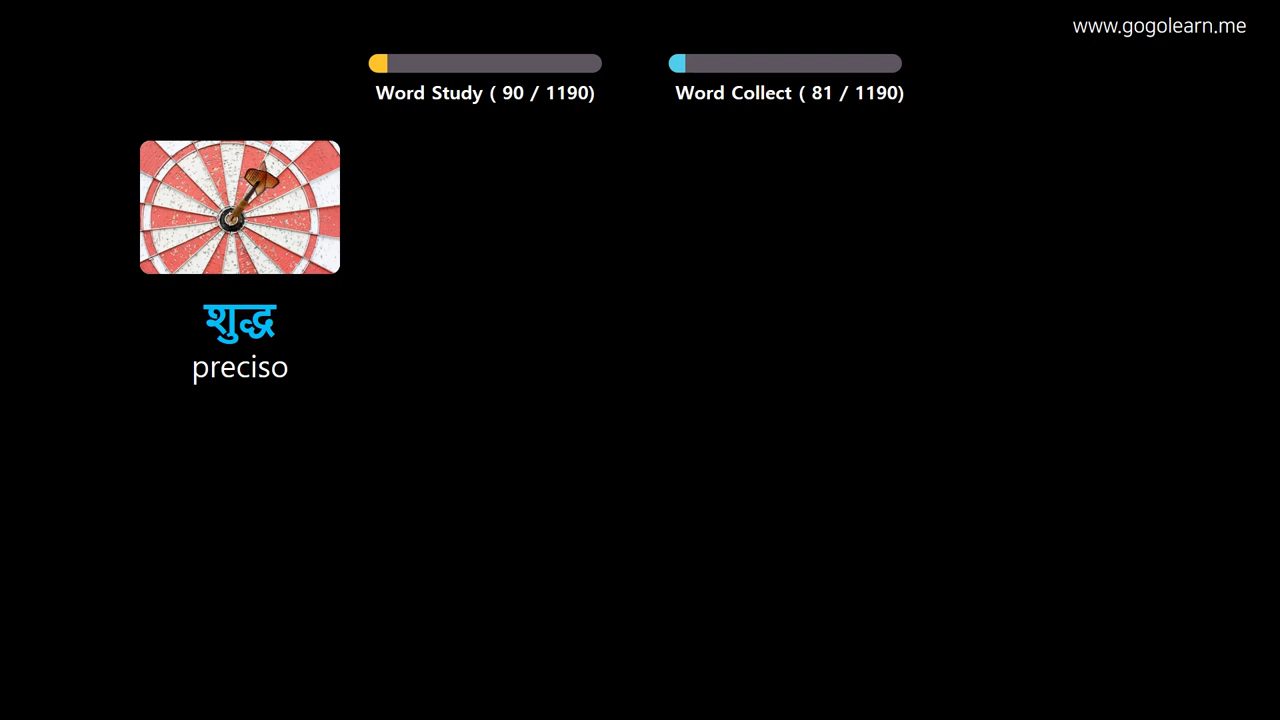 www.gogolearn.me
Word Study ( 90 / 1190)
Word Collect ( 81 / 1190)
शुद्ध
preciso